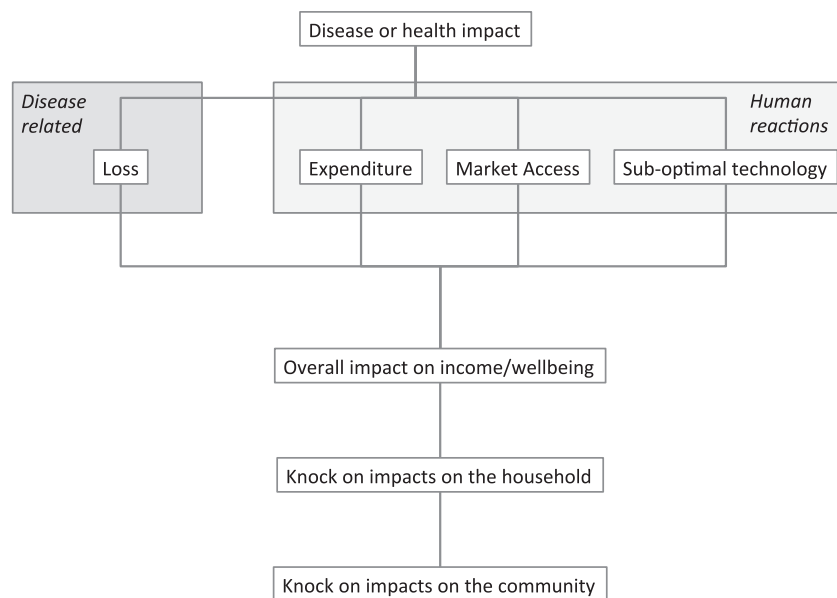 Disease or health impact
Disease
related
Human
reactions
Loss
Expenditure
Market Access
Sub-optimal technology
Overall impact on income/wellbeing
Knock on impacts on the household
Knock on impacts on the community